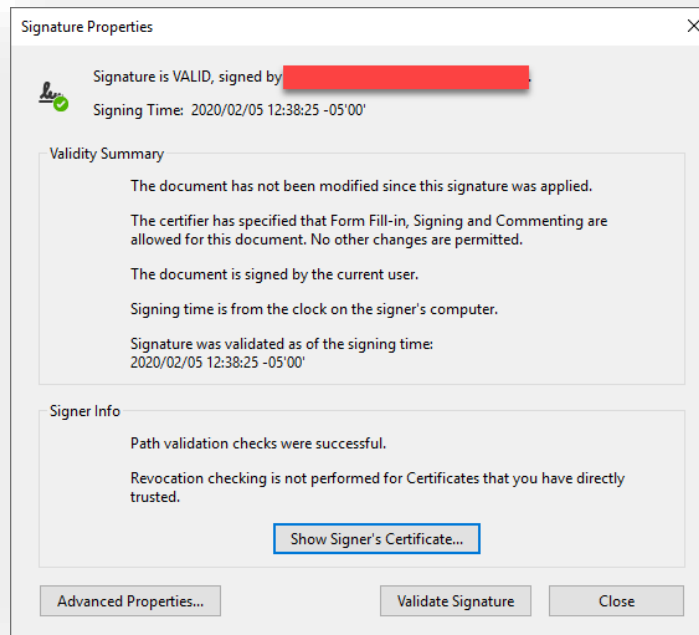 Signature Properties
Signature is VALID, signed by
Signing Time: 2020/02/05 12:38:25 -05'00'
Validity Summary
The document has not been modified since this signature was applied.
The certifier has specified that Form Fill-in, Signing and Commenting are
allowed for this document. No other changes are permitted.
The document is signed by the current user.
Signing time is from the clock on the signer's computer.
Signature was validated as of the signing time:
2020/02/05 12:38:25 -05'00'
Signer Info
Path validation checks were successful.
Revocation checking is not performed for Certificates that you have directly
trusted.
Show Signer's Certificate...
Advanced Properties...
Validate Signature
Close